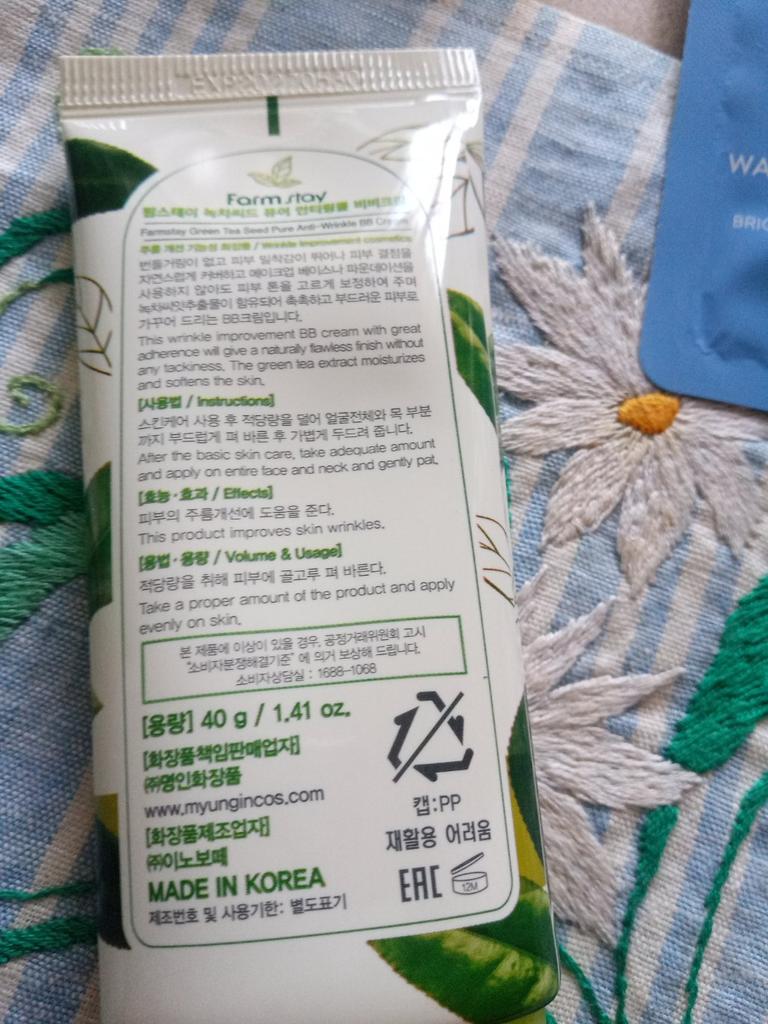 Farm stay
팜스테이 녹차씨드 퓨어 안티링클 비비크림
Farmstay Green Tea Seed Pure Anti-Wrinkle BB Cream
주름 개선 기능성 화장품 / Wrinkle improvement cosmetics
번들거림이 없고 피부 밀착감이 뛰어나 피부 결점을
자연스럽게 커버하고 메이크업 베이스나 파운데이션을
사용하지 않아도 피부 톤을 고르게 보정하여 주며
녹차씨앗추출물이 함유되어 촉촉하고 부드러운 피부로
가꾸어 드리는 BB크림입니다.
This wrinkle improvement BB cream with great
adherence will give a naturally flawless finish without
any tackiness. The green tea extract moisturizes
and softens the skin.
[사용법 / Instructions]
스킨케어 사용 후 적당량을 덜어 얼굴전체와 목 부분
까지 부드럽게 펴 바른 후 가볍게 두드려 줍니다.
After the basic skin care, take adequate amount
and apply on entire face and neck and gently pat.
[효능·효과 / Effects]
피부의 주름개선에 도움을 준다.
This product improves skin wrinkles.
[용법·용량 / Volume & Usage]
적당량을 취해 피부에 골고루 펴 바른다.
Take a proper amount of the product and apply
evenly on skin.
본 제품에 이상이 있을 경우, 공정거래위원회 고시
"소비자분쟁해결기준" 에 의거 보상해 드립니다.
소비자상담실 : 1688-1068
[용량] 40 g / 1.41 oz.
[화장품책임판매업자]
㈜명인화장품
www.myungincos.com
[화장품제조업자]
㈜이노보떼
MADE IN KOREA
제조번호 및 사용기한: 별도표기
캡:PP
재활용 어려움
EAC
12M
WA
BRIG